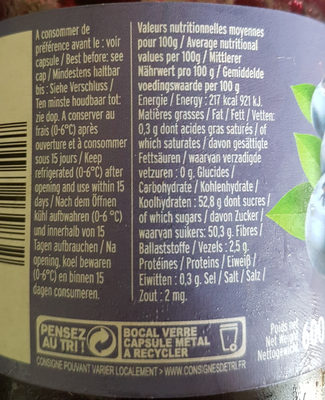 A consommer de
préférence avant le : voir
capsule / Best before: see
cap / Mindestens haltbar
bis : Siehe Verschluss /
Ten minste houdbaar tot:
zie dop. A conserver au
frais (0-6°C) après
ouverture et à consommer
sous 15 jours / Keep
refrigerated (0-6°C) after
opening and use within 15
days / Nach dem Öffnen
kühl aufbwahren (0-6 °C)
und innerhalb von 15
Tagen aufbrauchen / Na
opening, koel bewaren
(0-6°C) en binnen 15
dagen consumeren.
Valeurs nutritionnelles moyennes
pour 100g / Average nutritional
values per 100g / Mittlerer
Nährwert pro 100 g / Gemiddelde
voedingswaarde per 100 g
Energie / Energy : 217 kcal 921 kJ.
Matières grasses / Fat / Fett / Vetten:
0,3 g dont acides gras saturés / of
which saturates / davon gesättigte
Fettsäuren / waarvan verzadigde
vetzuren : 0 g. Glucides /
Carbohydrate / Kohlenhydrate /
Koolhydraten : 52,8 g dont sucres /
of which sugars / davon Zucker /
waarvan suikers: 50,3 g. Fibres /
Ballaststoffe / Vezels : 2,5 g.
Protéines / Proteins / Eiweiß /
Eiwitten : 0,3 g. Sel / Salt / Salz /
Zout : 2 mg.
PENSEZ
AU TRI !
BOCAL VERRE
CAPSULE METAL
A RECYCLER
CONSIGNE POUVANT VARIER LOCALEMENT > WWW.CONSIGNESDETRI.FR
Poids net
Net Weight
Nettogewicht
600